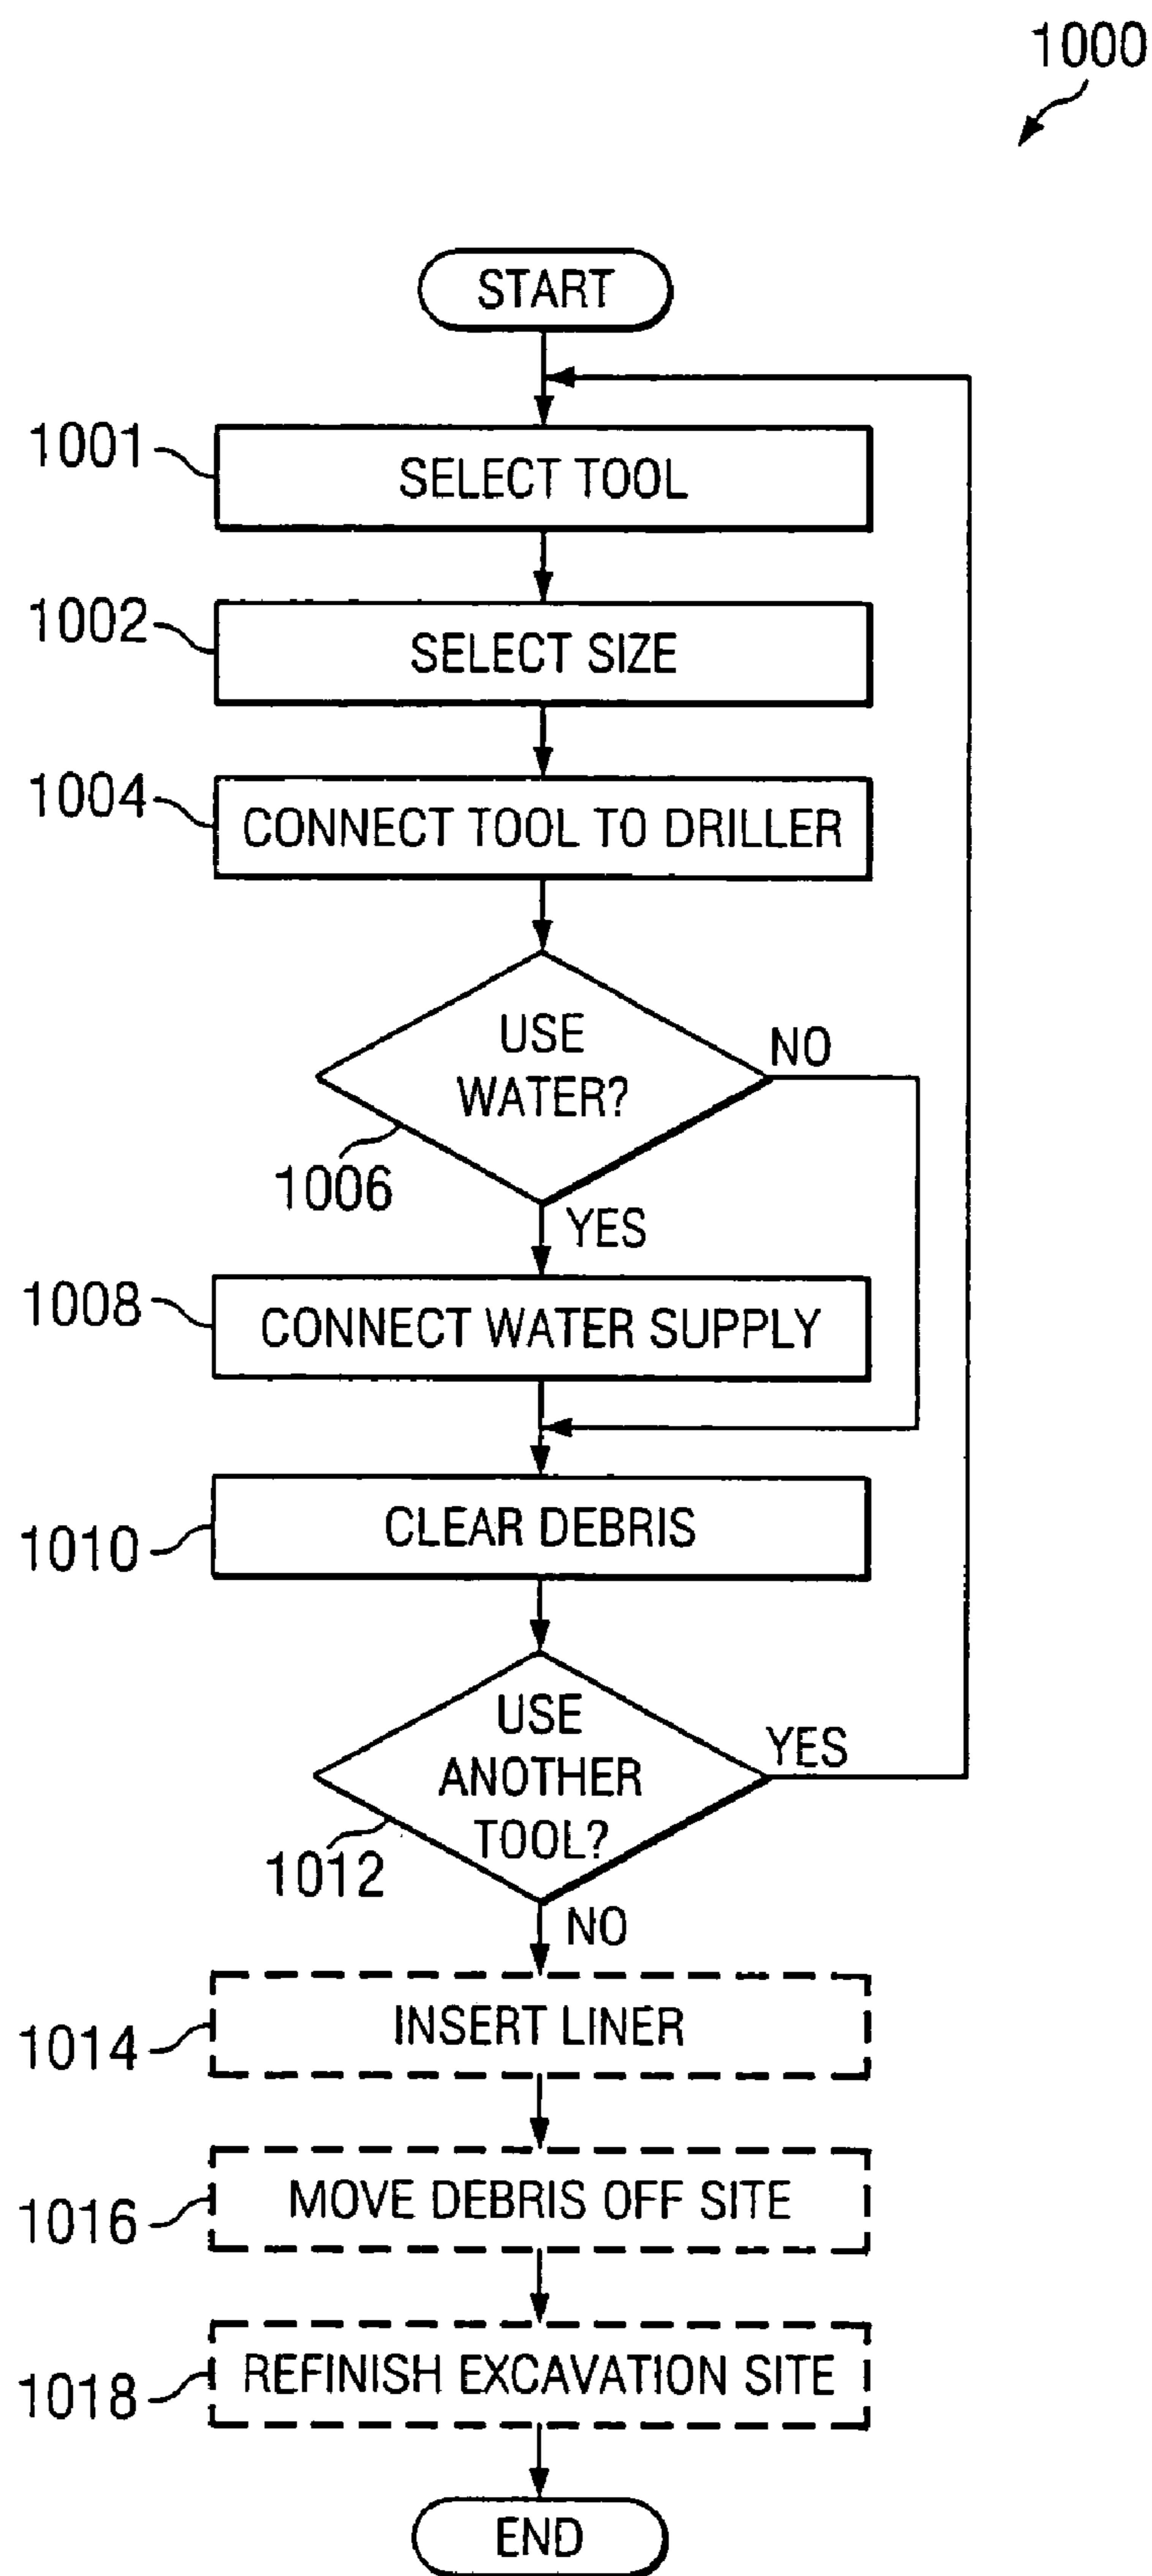 1000
START
1001
SELECT TOOL
1002
SELECT SIZE
1004
CONNECT TOOL TO DRILLER
USE
WATER?
NO
1006
YES
1008
CONNECT WATER SUPPLY
1010
CLEAR DEBRIS
USE
ANOTHER
TOOL?
YES
1012
NO
1014
INSERT LINER
1016
MOVE DEBRIS OFF SITE
1018
REFINISH EXCAVATION SITE
END